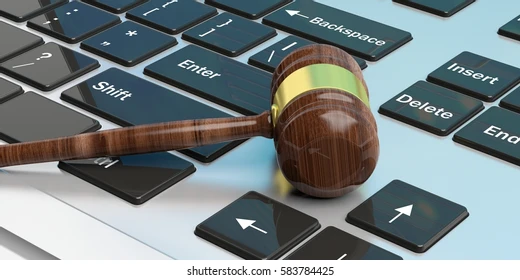 Backspace
Enter
Shift
Insert
Delete
End
shutterstock.com · 583784425